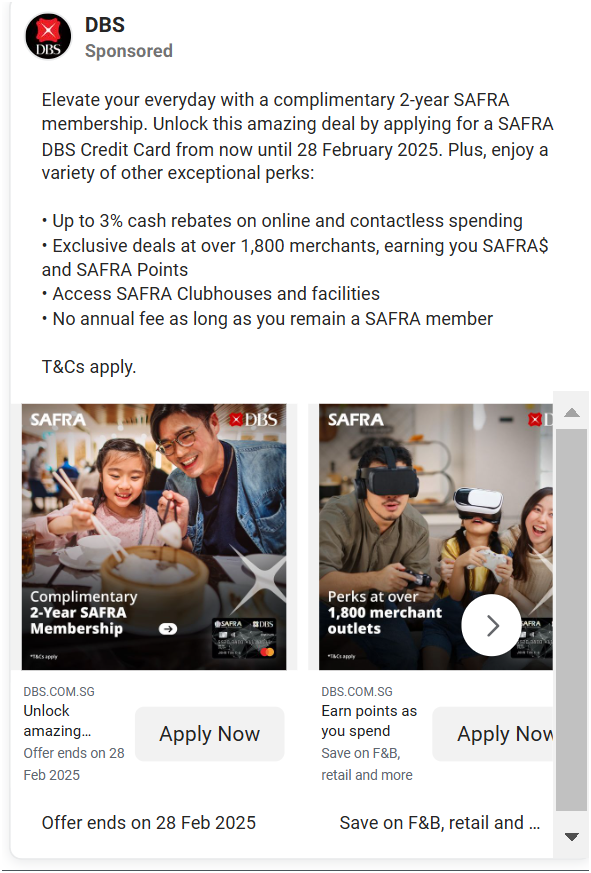 DBS
Sponsored
DBS
Elevate your everyday with a complimentary 2-year SAFRA
membership. Unlock this amazing deal by applying for a SAFRA
DBS Credit Card from now until 28 February 2025. Plus, enjoy a
variety of other exceptional perks:
• Up to 3% cash rebates on online and contactless spending
• Exclusive deals at over 1,800 merchants, earning you SAFRA$
and SAFRA Points
• Access SAFRA Clubhouses and facilities
• No annual fee as long as you remain a SAFRA member
T&Cs apply.
SAFRA
DBS
Complimentary
2-Year SAFRA
Membership
SAFRA
DBS
*T&Cs apply
DBS.COM.SG
Unlock
amazing…
Offer ends on 28
Feb 2025
Apply Now
Offer ends on 28 Feb 2025
SAFRA
D
Perks at over
1,800 merchant
outlets
SAFRA
*T&Cs apply
DBS.COM.SG
Earn points as
you spend
Save on F&B,
retail and more
Apply Now
Save on F&B, retail and …